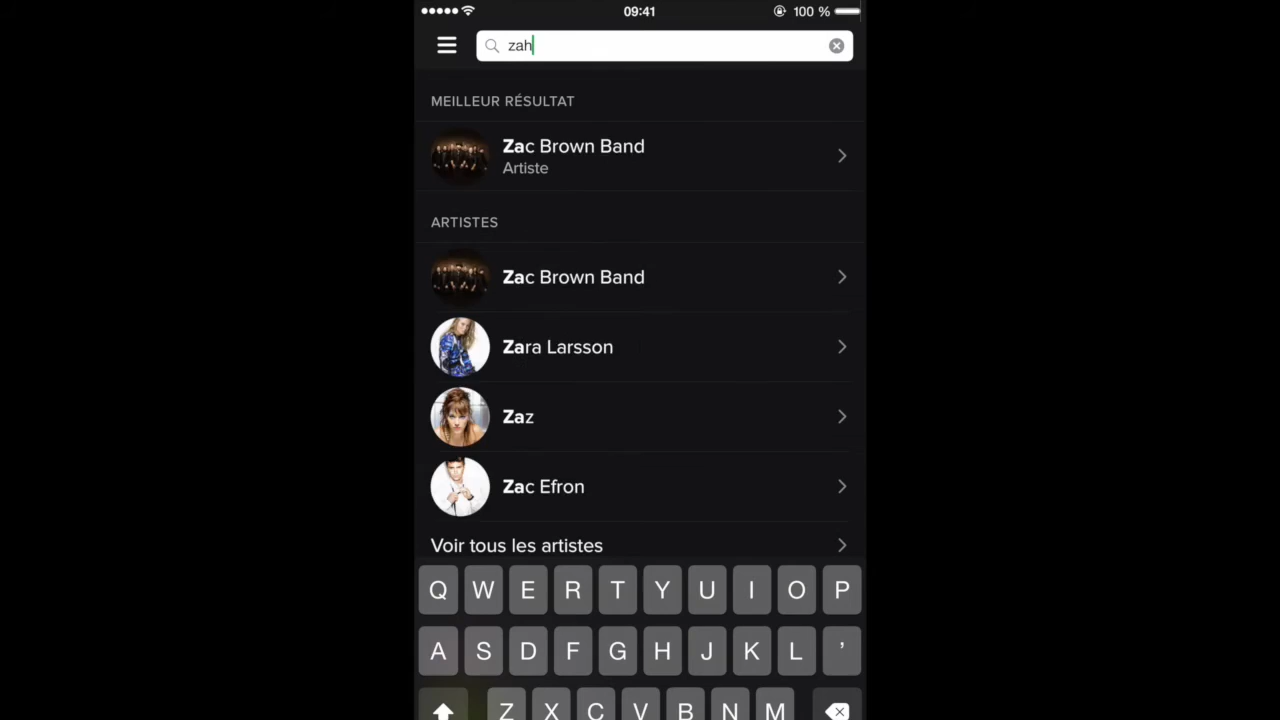 09:41
100 %
zah
MEILLEUR RÉSULTAT
Zac Brown Band
Artiste
ARTISTES
Zac Brown Band
Zara Larsson
Zaz
Zac Efron
Voir tous les artistes
Q W E R T Y U I O P
A S D F G H J K L '
Z X C V B N M